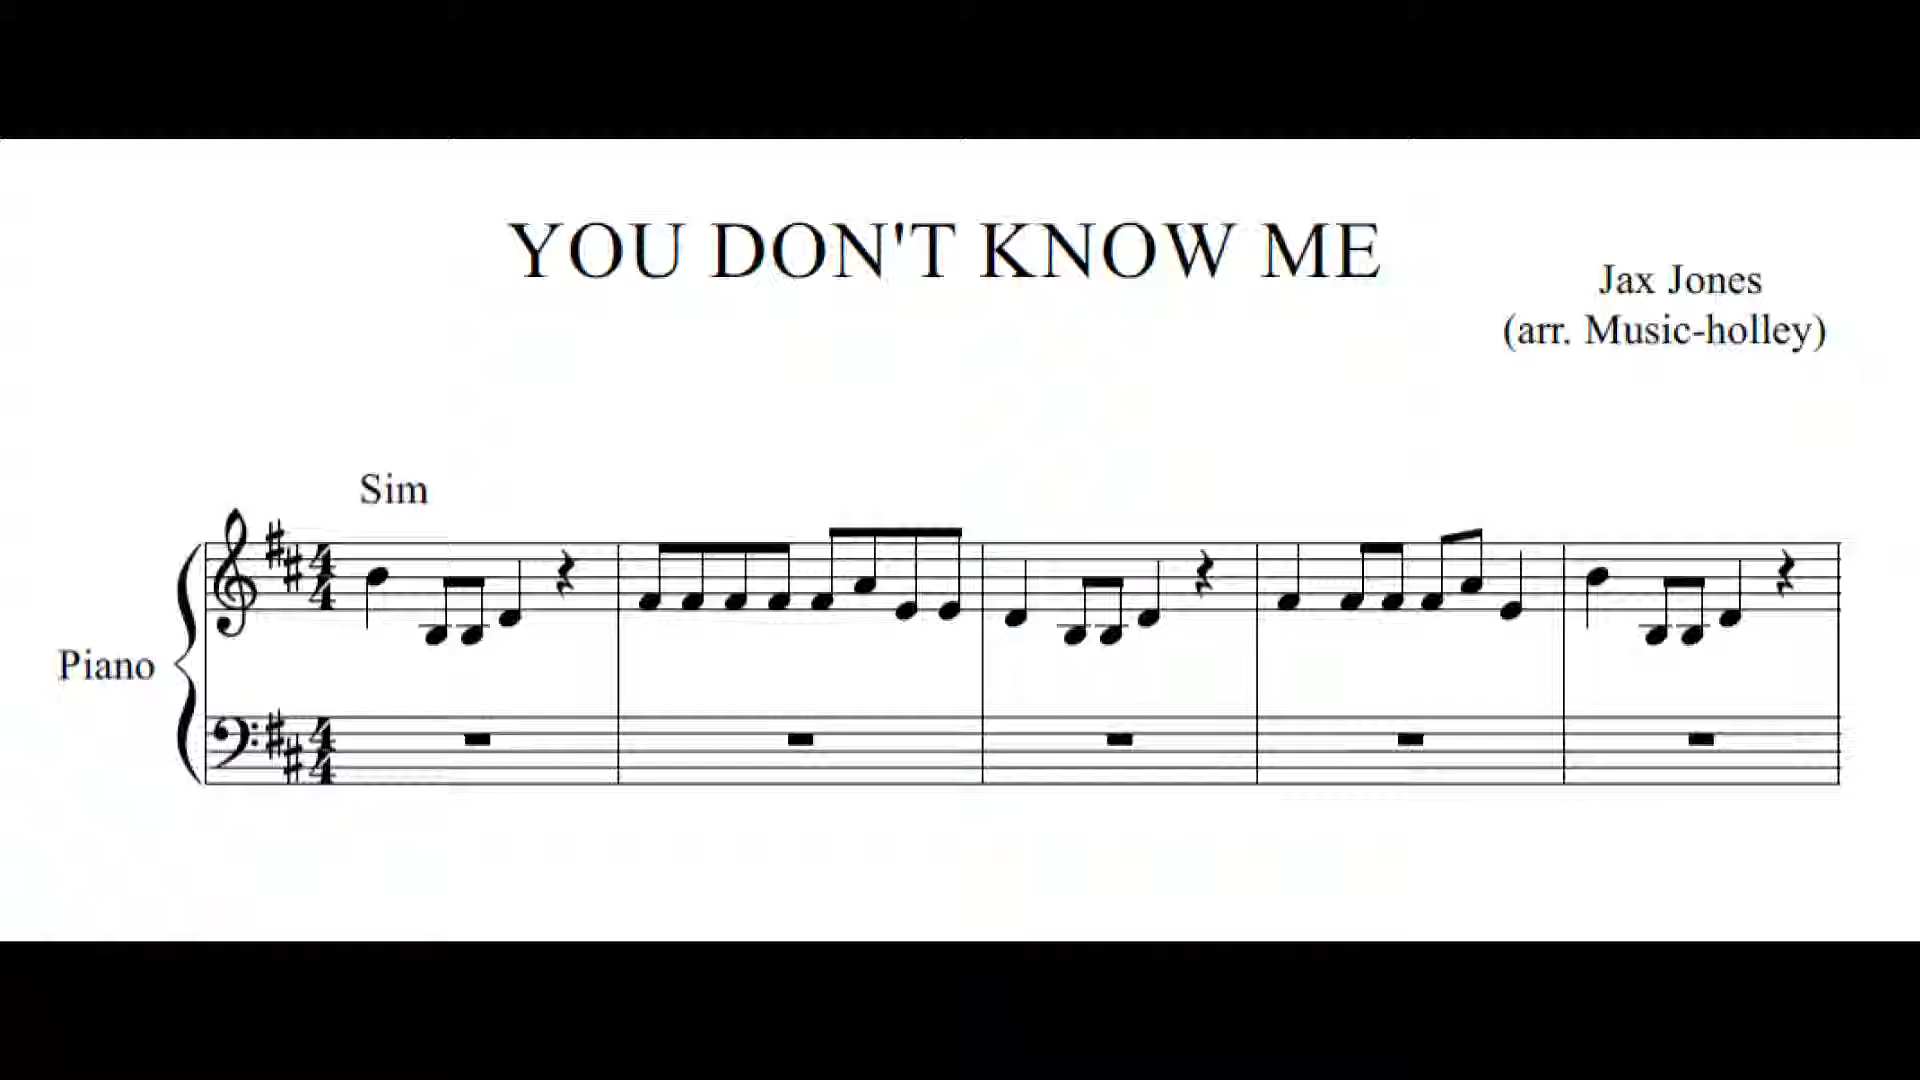 YOU DON'T KNOW ME
Jax Jones
(arr. Music-holley)
Sim
Piano